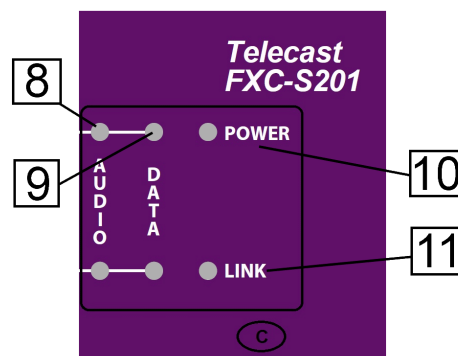 Telecast
FXC-S201
8
9
10
11
POWER
AUDIO
DATA
LINK
C